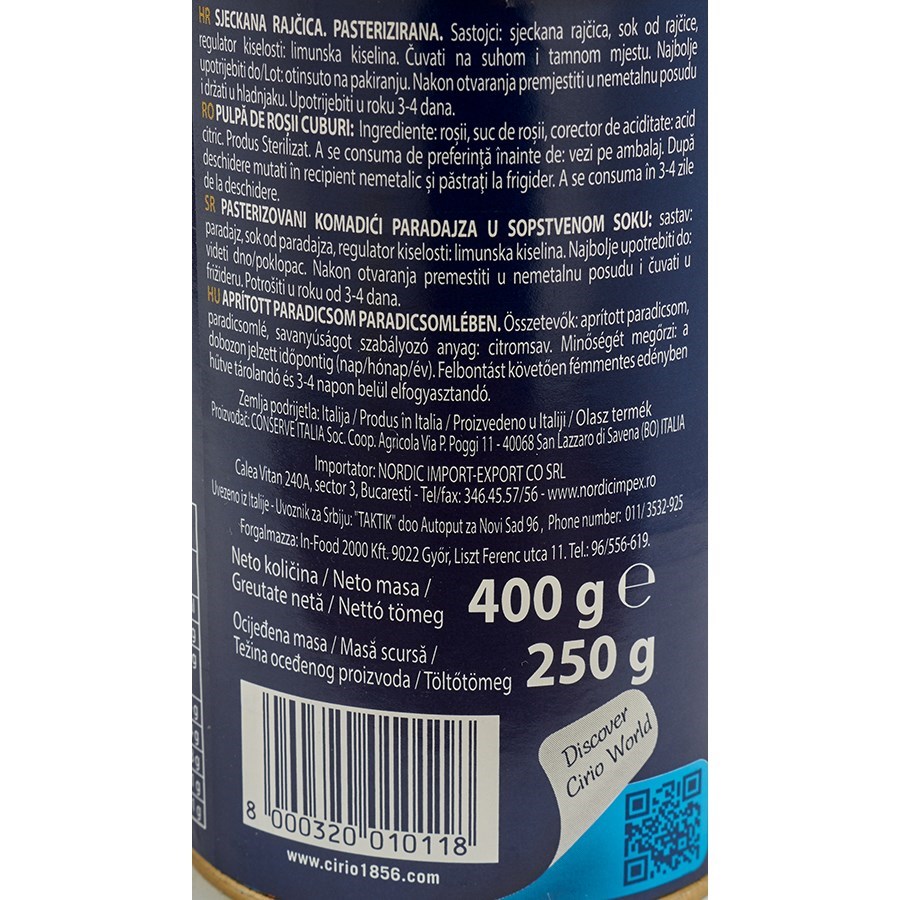 HR SJECKANA RAJČICA. PASTERIZIRANA. Sastojci: sjeckana rajčica, sok od rajčice,
regulator kiselosti: limunska kiselina. Čuvati na suhom i tamnom mjestu. Najbolje
upotrijebiti do/Lot: otisnuto na pakiranju. Nakon otvaranja premjestiti u nemetalnu posudu
i držati u hladnjaku. Upotrijebiti u roku 3-4 dana.
RO PULPĂ DE ROȘII CUBURI: Ingrediente: roșii, suc de roșii, corector de aciditate: acid
citric. Produs Sterilizat. A se consuma de preferință înainte de: vezi pe ambalaj. După
deschidere mutati în recipient nemetalic și păstrați la frigider. A se consuma în 3-4 zile
de la deschidere.
SR PASTERIZOVANI KOMADIĆI PARADAJZA U SOPSTVENOM SOKU: sastav:
paradajz, sok od paradajza, regulator kiselosti: limunska kiselina. Najbolje upotrebiti do:
videti dno/poklopac. Nakon otvaranja premestiti u nemetalnu posudu i čuvati u
frižideru. Potrošiti u roku od 3-4 dana.
HU APRÍTOTT PARADICSOM PARADICSOMLÉBEN. Összetevők: aprított paradicsom,
paradicsomlé, savanyúságot szabályozó anyag: citromsav. Minőségét megőrzi: a
dobozon jelzett időpontig (nap/hónap/év). Felbontást követően fémmentes edényben
hűtve tárolandó és 3-4 napon belül elfogyasztandó.
Zemlja podrijetla: Italija / Produs in Italia / Proizvedeno u Italiji / Olasz termék
Proizvođač: CONSERVE ITALIA Soc. Coop. Agricola Via P. Poggi 11 - 40068 San Lazzaro di Savena (BO) ITALIA
Importator: NORDIC IMPORT-EXPORT CO SRL
Calea Vitan 240A, sector 3, Bucaresti - Tel/fax: 346.45.57/56 - www.nordicimpex.ro
Uvezeno iz Italije - Uvoznik za Srbiju: "TAKTIK" doo Autoput za Novi Sad 96, Phone number: 011/ 3532-925
Forgalmazza: In-Food 2000 Kft. 9022 Győr, Liszt Ferenc utca 11. Tel.: 96/556-619.
Neto količina / Neto masa /
Greutate netă / Nettó tömeg 400 g ℮
Ocijeđena masa / Masă scursă /
Težina oceđenog proizvoda / Töltőtömeg 250 g
Discover
Cirio World
8 000320 010118
www.cirio1856.com